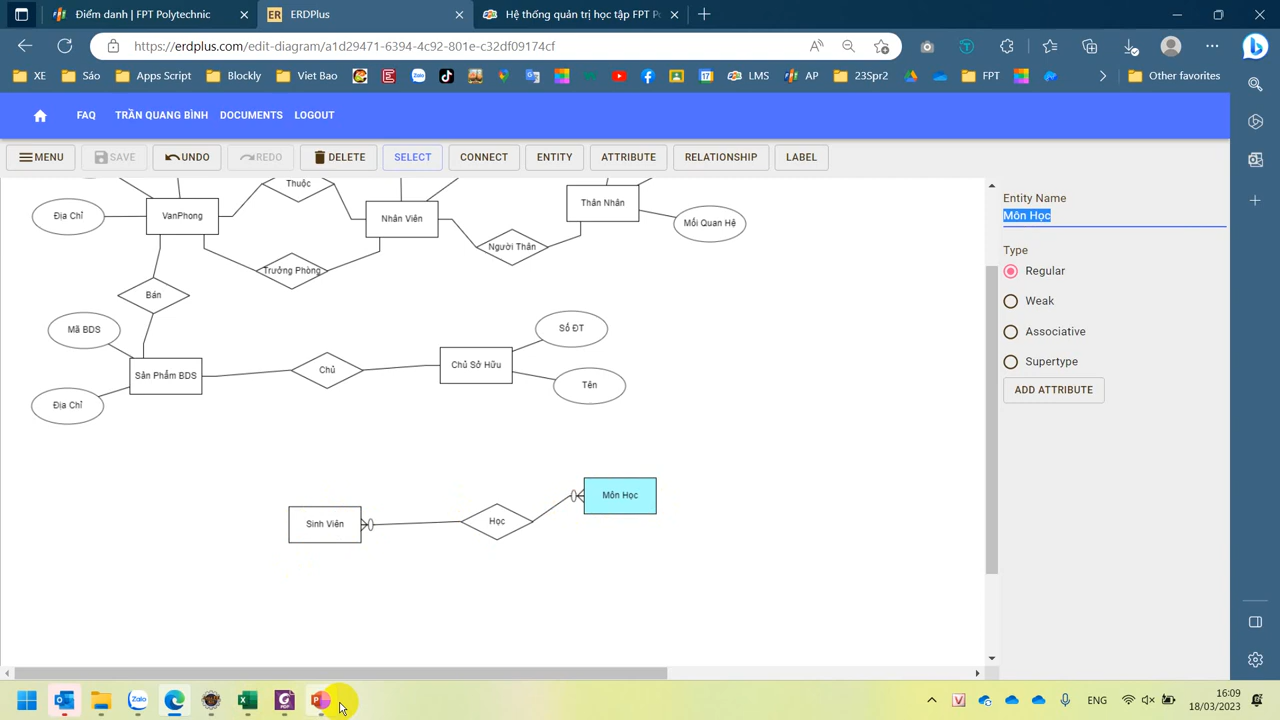 Điểm danh | FPT Polytechnic
ERDPlus
Hệ thống quản trị học tập FPT Po
https://erdplus.com/edit-diagram/a1d29471-6394-4c92-801e-c32df09174cf
XE
Sáo
Apps Script
Blockly
Viet Bao
LMS
AP
23Spr2
FPT
Other favorites
FAQ
TRẦN QUANG BÌNH
DOCUMENTS
LOGOUT
MENU
SAVE
UNDO
REDO
DELETE
SELECT
CONNECT
ENTITY
ATTRIBUTE
RELATIONSHIP
LABEL
Thuộc
Địa Chỉ
VanPhong
Nhân Viên
Thân Nhân
Mối Quan Hệ
Người Thân
Trưởng Phòng
Bán
Mã BDS
Số ĐT
Sản Phẩm BDS
Chủ
Chủ Sở Hữu
Tên
Địa Chỉ
Môn Học
Sinh Viên
Học
Entity Name
Môn Học
Type
Regular
Weak
Associative
Supertype
ADD ATTRIBUTE
ENG
16:09
18/03/2023